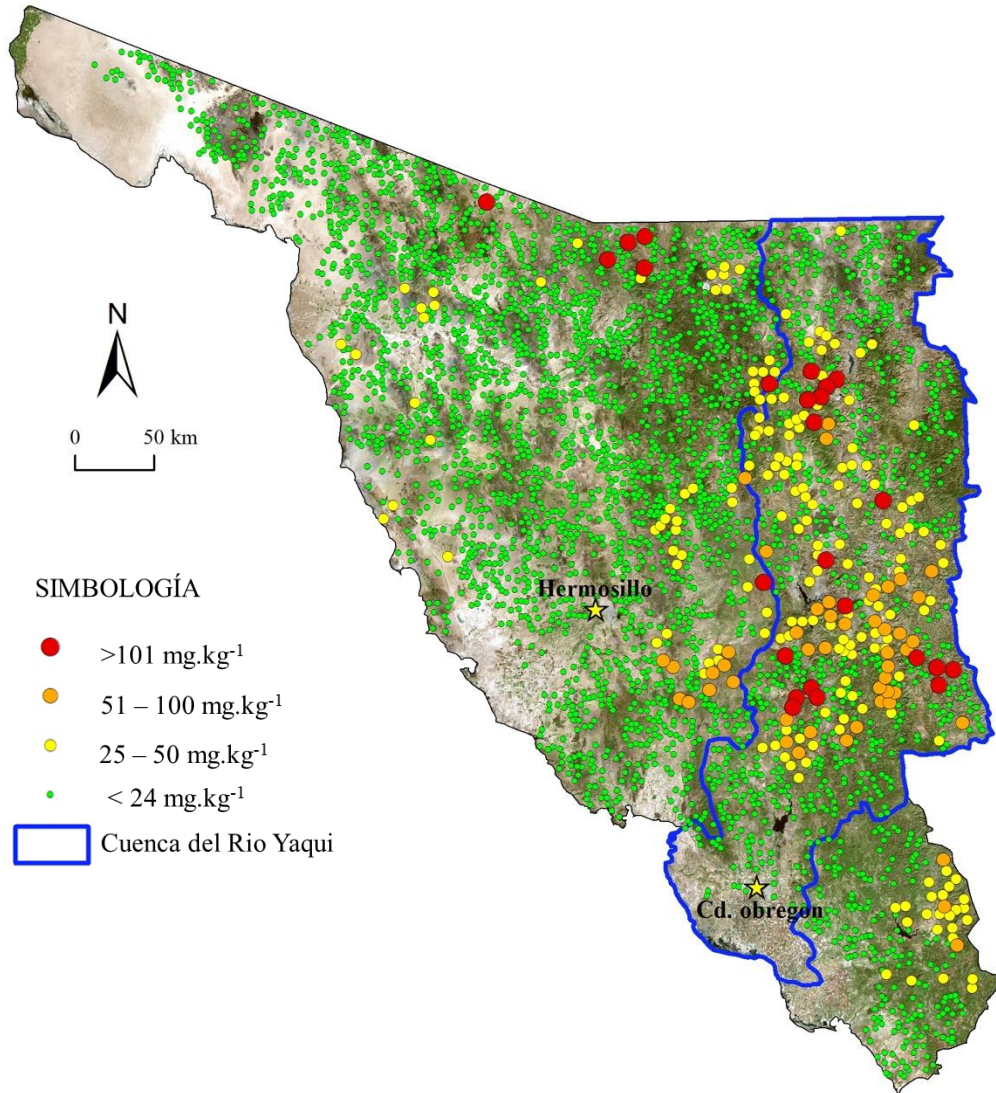 N
0 50 km
SIMBOLOGÍA
>101 mg.kg⁻¹
51 – 100 mg.kg⁻¹
25 – 50 mg.kg⁻¹
< 24 mg.kg⁻¹
Cuenca del Rio Yaqui
Hermosillo
Cd. obregon